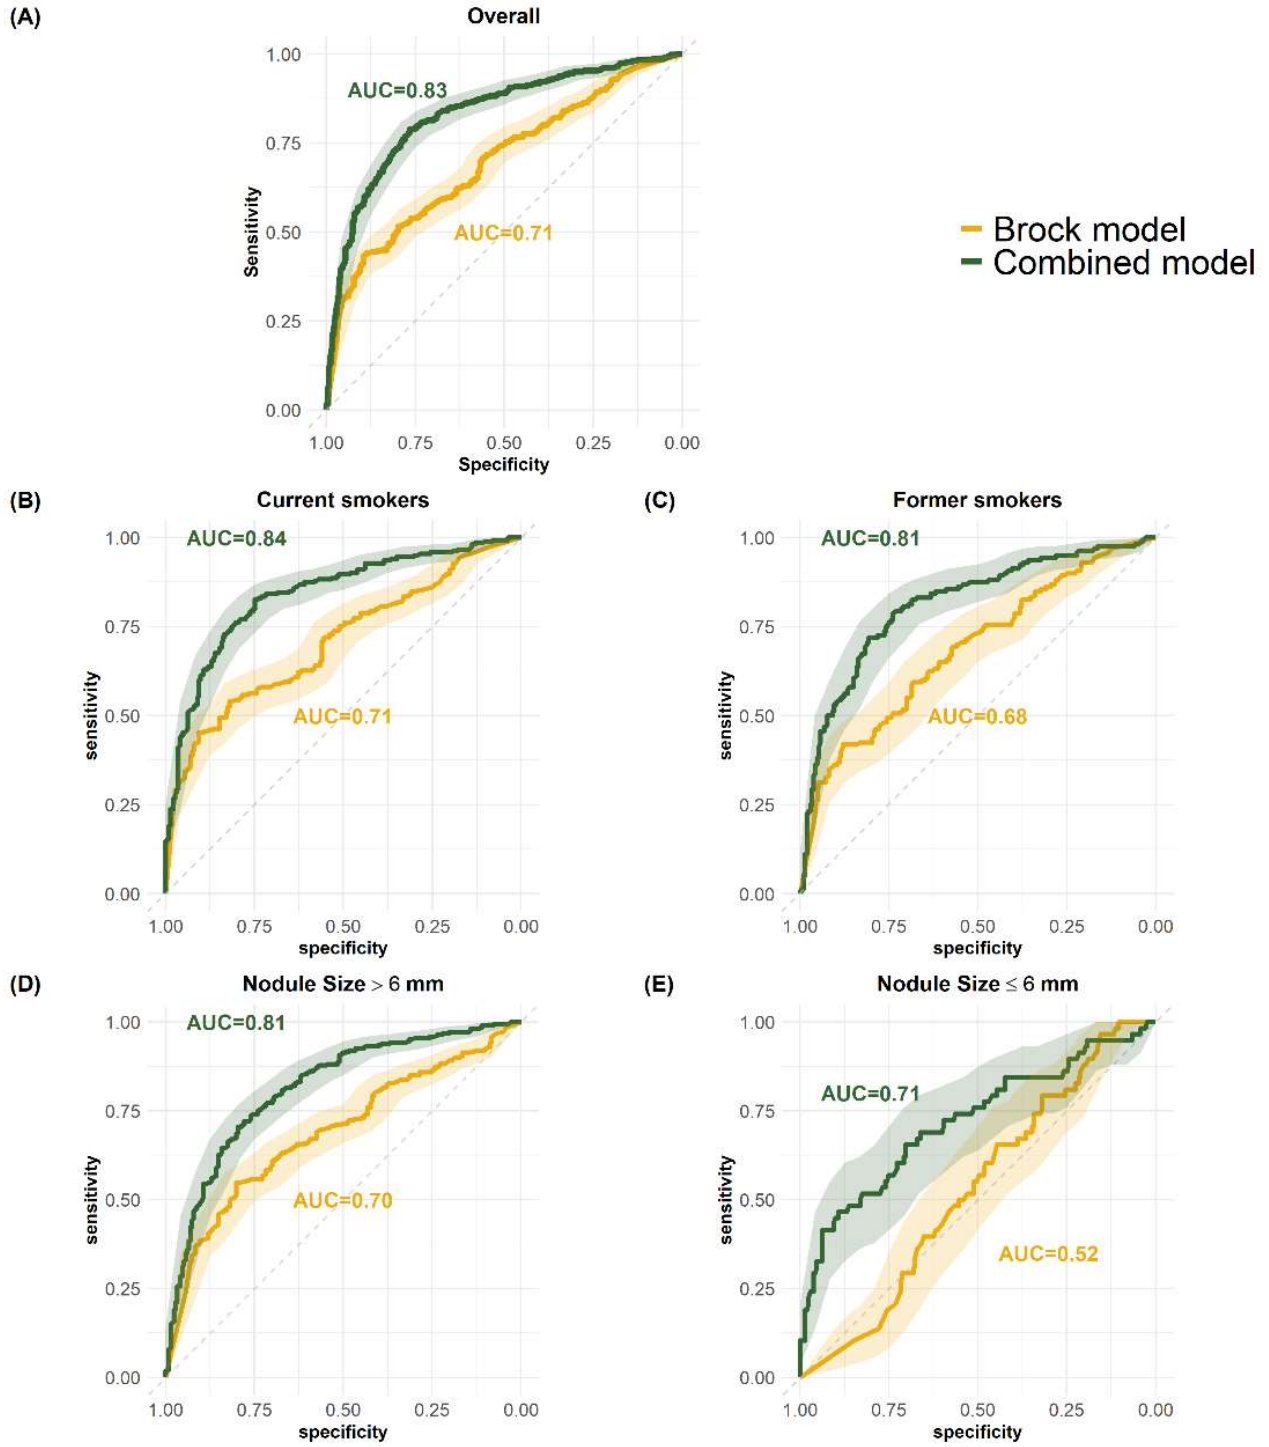 (A)
Overall
1.00
0.75
0.50
0.25
0.00
Sensitivity
AUC=0.83
AUC=0.71
1.00 0.75 0.50 0.25 0.00
Specificity
Brock model
Combined model
(B)
Current smokers
1.00
0.75
0.50
0.25
0.00
sensitivity
AUC=0.84
AUC=0.71
1.00 0.75 0.50 0.25 0.00
specificity
(C)
Former smokers
1.00
0.75
0.50
0.25
0.00
sensitivity
AUC=0.81
AUC=0.68
1.00 0.75 0.50 0.25 0.00
specificity
(D)
Nodule Size > 6 mm
1.00
0.75
0.50
0.25
0.00
sensitivity
AUC=0.81
AUC=0.70
1.00 0.75 0.50 0.25 0.00
specificity
(E)
Nodule Size ≤ 6 mm
1.00
0.75
0.50
0.25
0.00
sensitivity
AUC=0.71
AUC=0.52
1.00 0.75 0.50 0.25 0.00
specificity